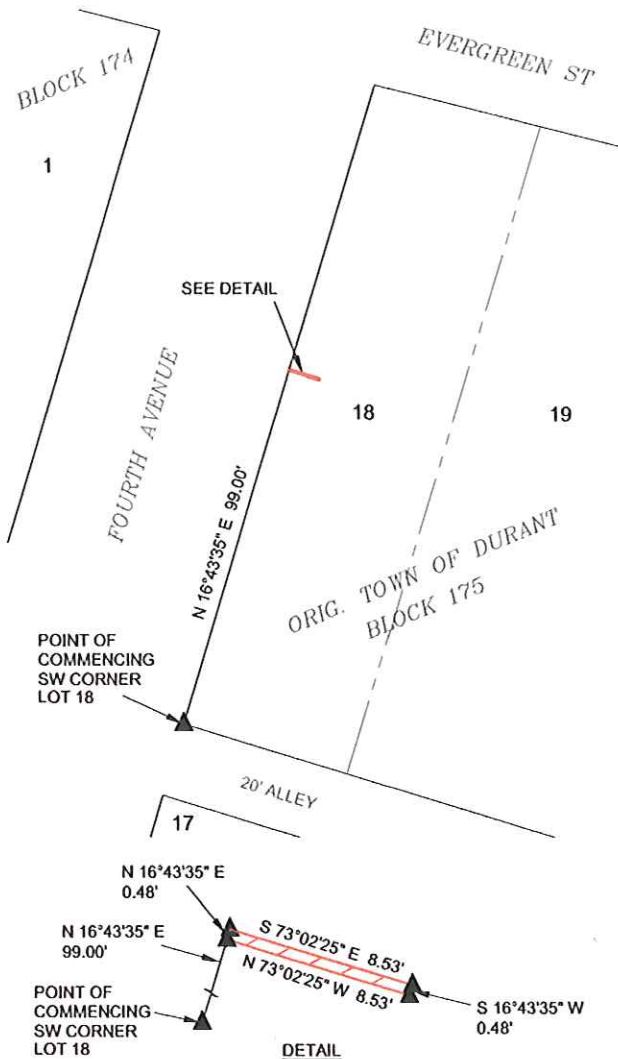 EVERGREEN ST
BLOCK 174
1
SEE DETAIL
FOURTH AVENUE
18
19
N 16°43'35" E 99.00'
ORIG. TOWN OF DURANT
BLOCK 175
POINT OF
COMMENCING
SW CORNER
LOT 18
20' ALLEY
17
N 16°43'35" E
0.48'
N 16°43'35" E
99.00'
S 73°02'25" E 8.53'
N 73°02'25" W 8.53'
S 16°43'35" W
0.48'
POINT OF
COMMENCING
SW CORNER
LOT 18
DETAIL